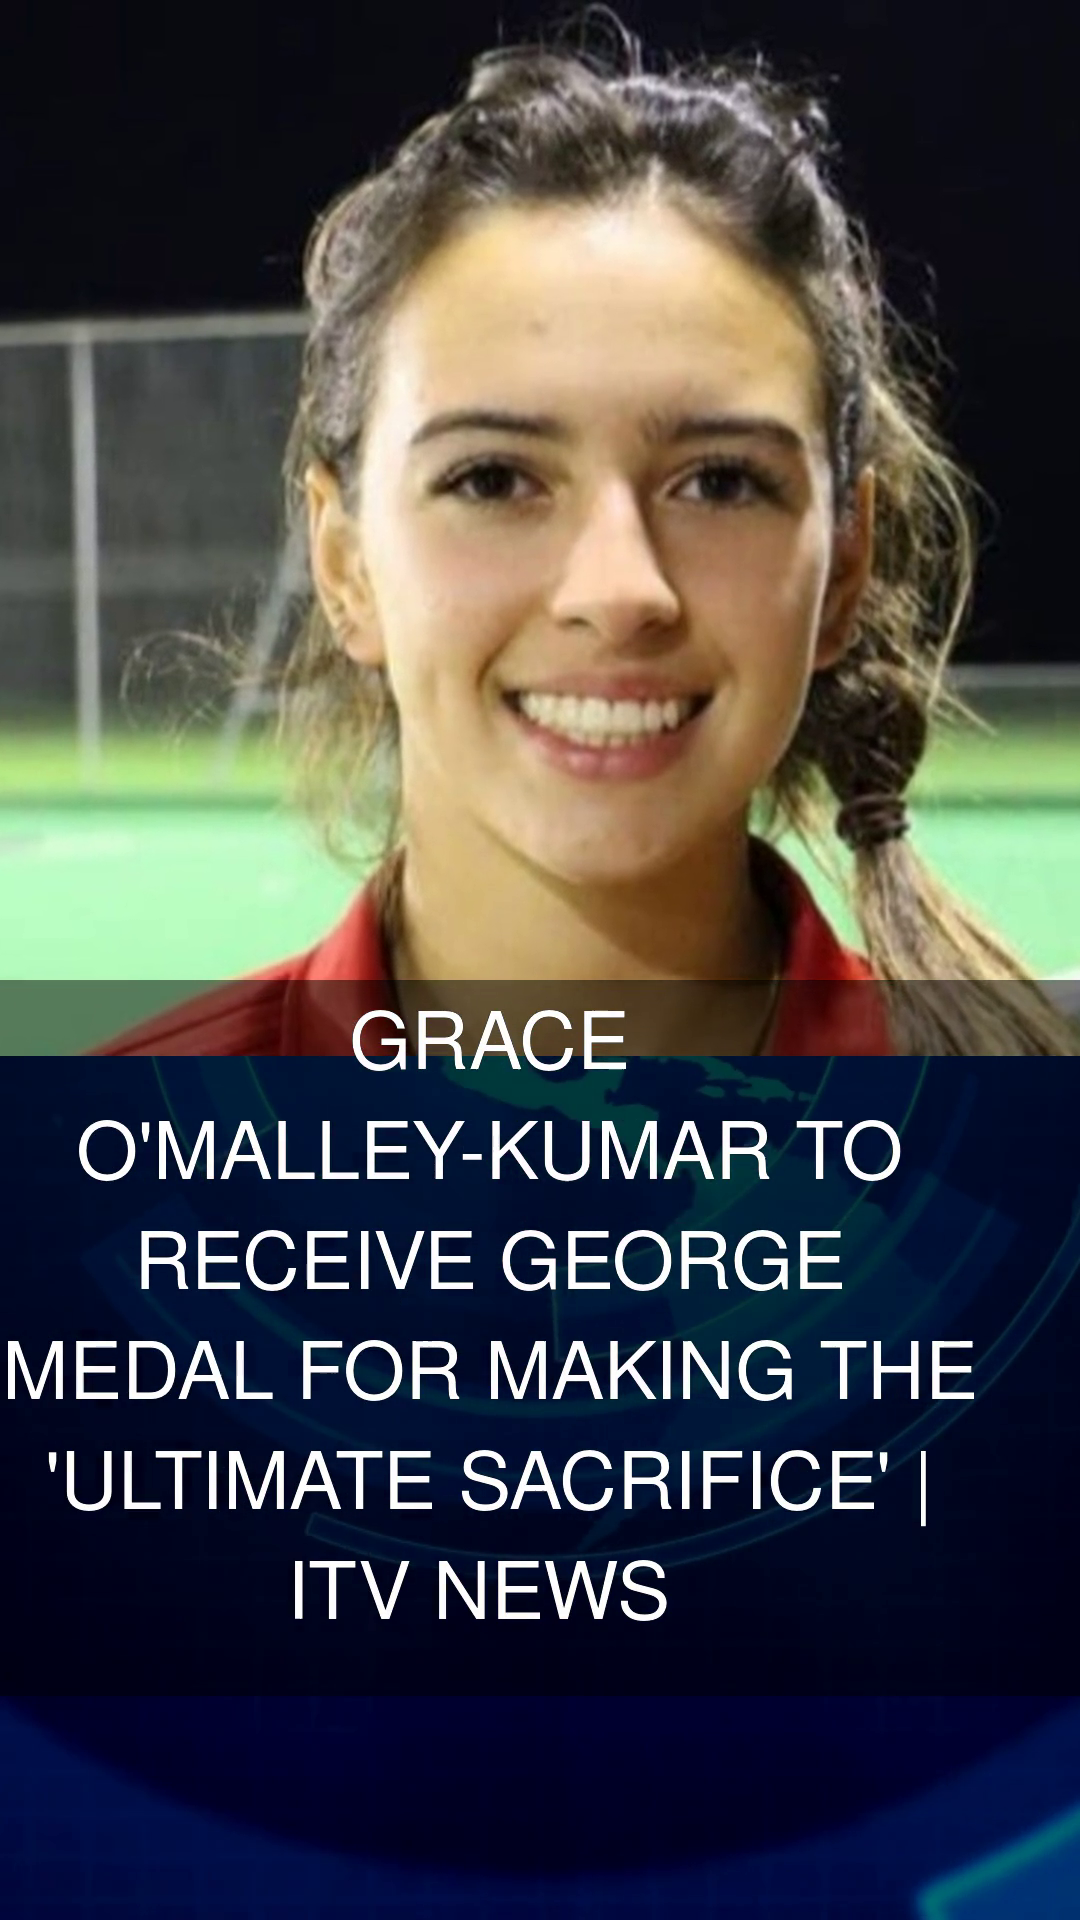 GRACE
O'MALLEY-KUMAR TO
RECEIVE GEORGE
MEDAL FOR MAKING THE
'ULTIMATE SACRIFICE' |
ITV NEWS